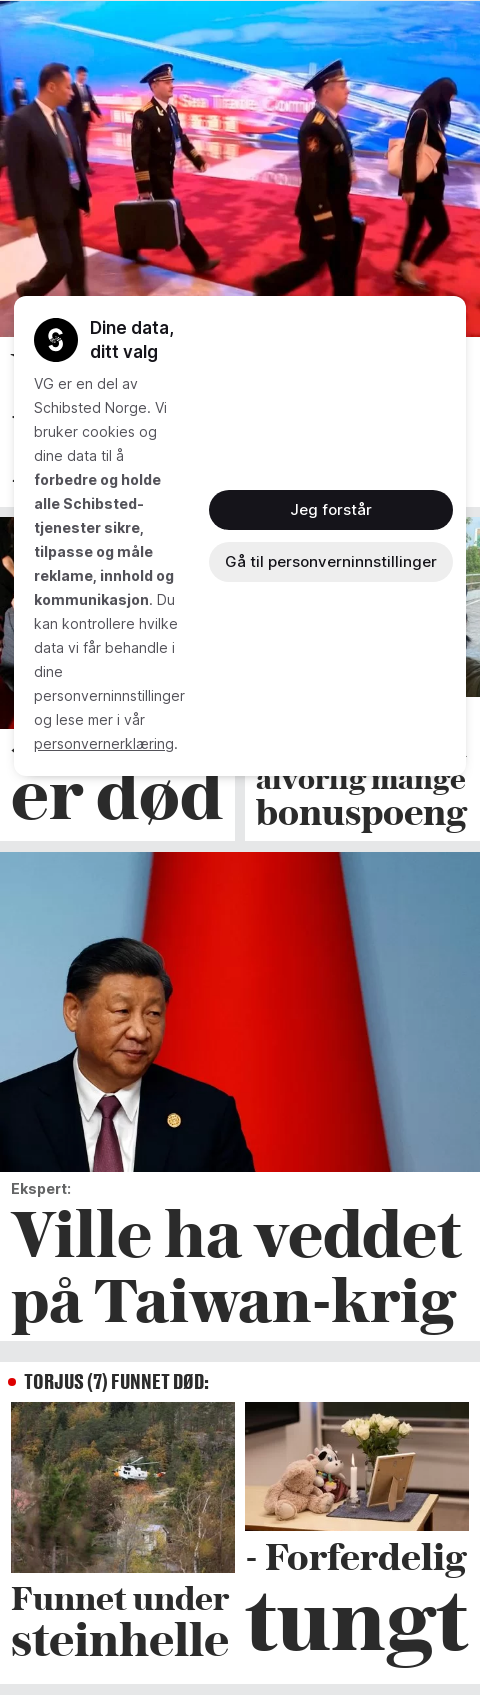 Dine data,
ditt valg
VG er en del av
Schibsted Norge. Vi
bruker cookies og
dine data til å
forbedre og holde
alle Schibsted-
tjenester sikre,
tilpasse og måle
reklame, innhold og
kommunikasjon. Du
kan kontrollere hvilke
data vi får behandle i
dine
personverninnstillinger
og lese mer i vår
personvernerklæring.
Jeg forstår
Gå til personverninnstillinger
er død
alvorlig mange
bonuspoeng
Ekspert:
Ville ha veddet
på Taiwan-krig
TORJUS (7) FUNNET DØD:
Funnet under
steinhelle
- Forferdelig
tungt